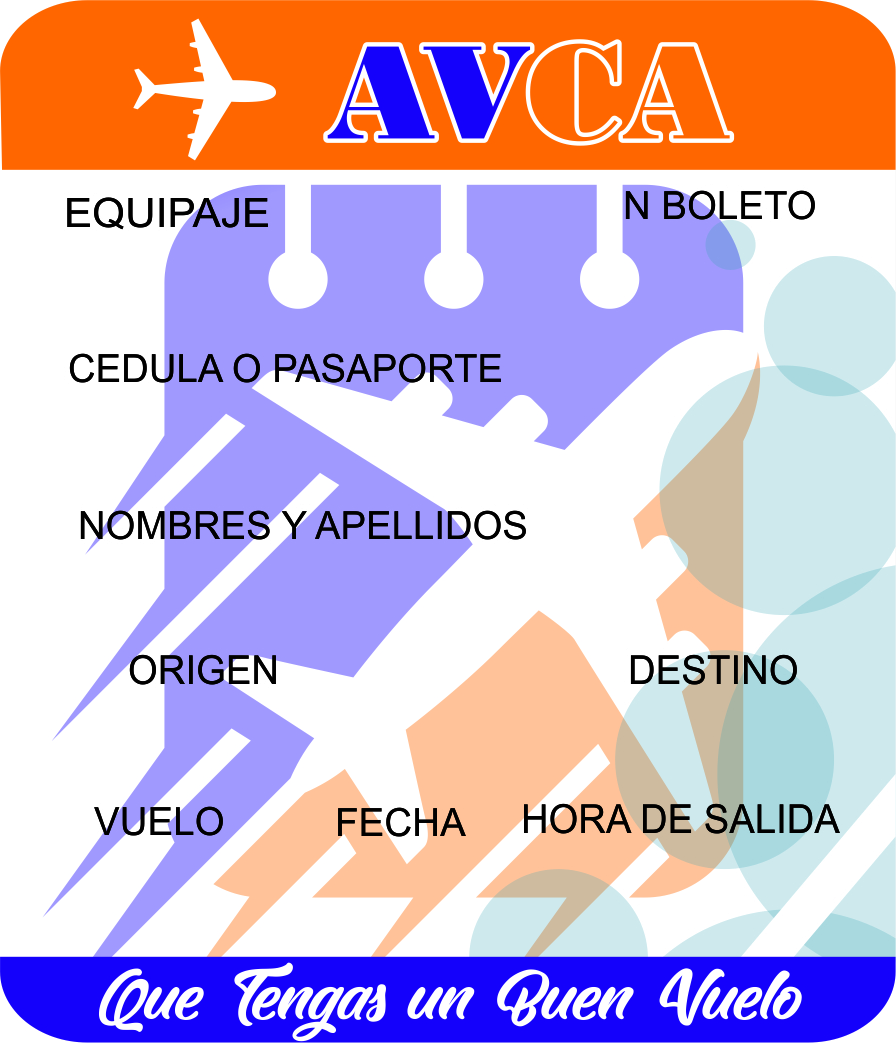 AVCA
EQUIPAJE
N BOLETO
CEDULA O PASAPORTE
NOMBRES Y APELLIDOS
ORIGEN
DESTINO
VUELO
FECHA
HORA DE SALIDA
Que Tengas un Buen Vuelo